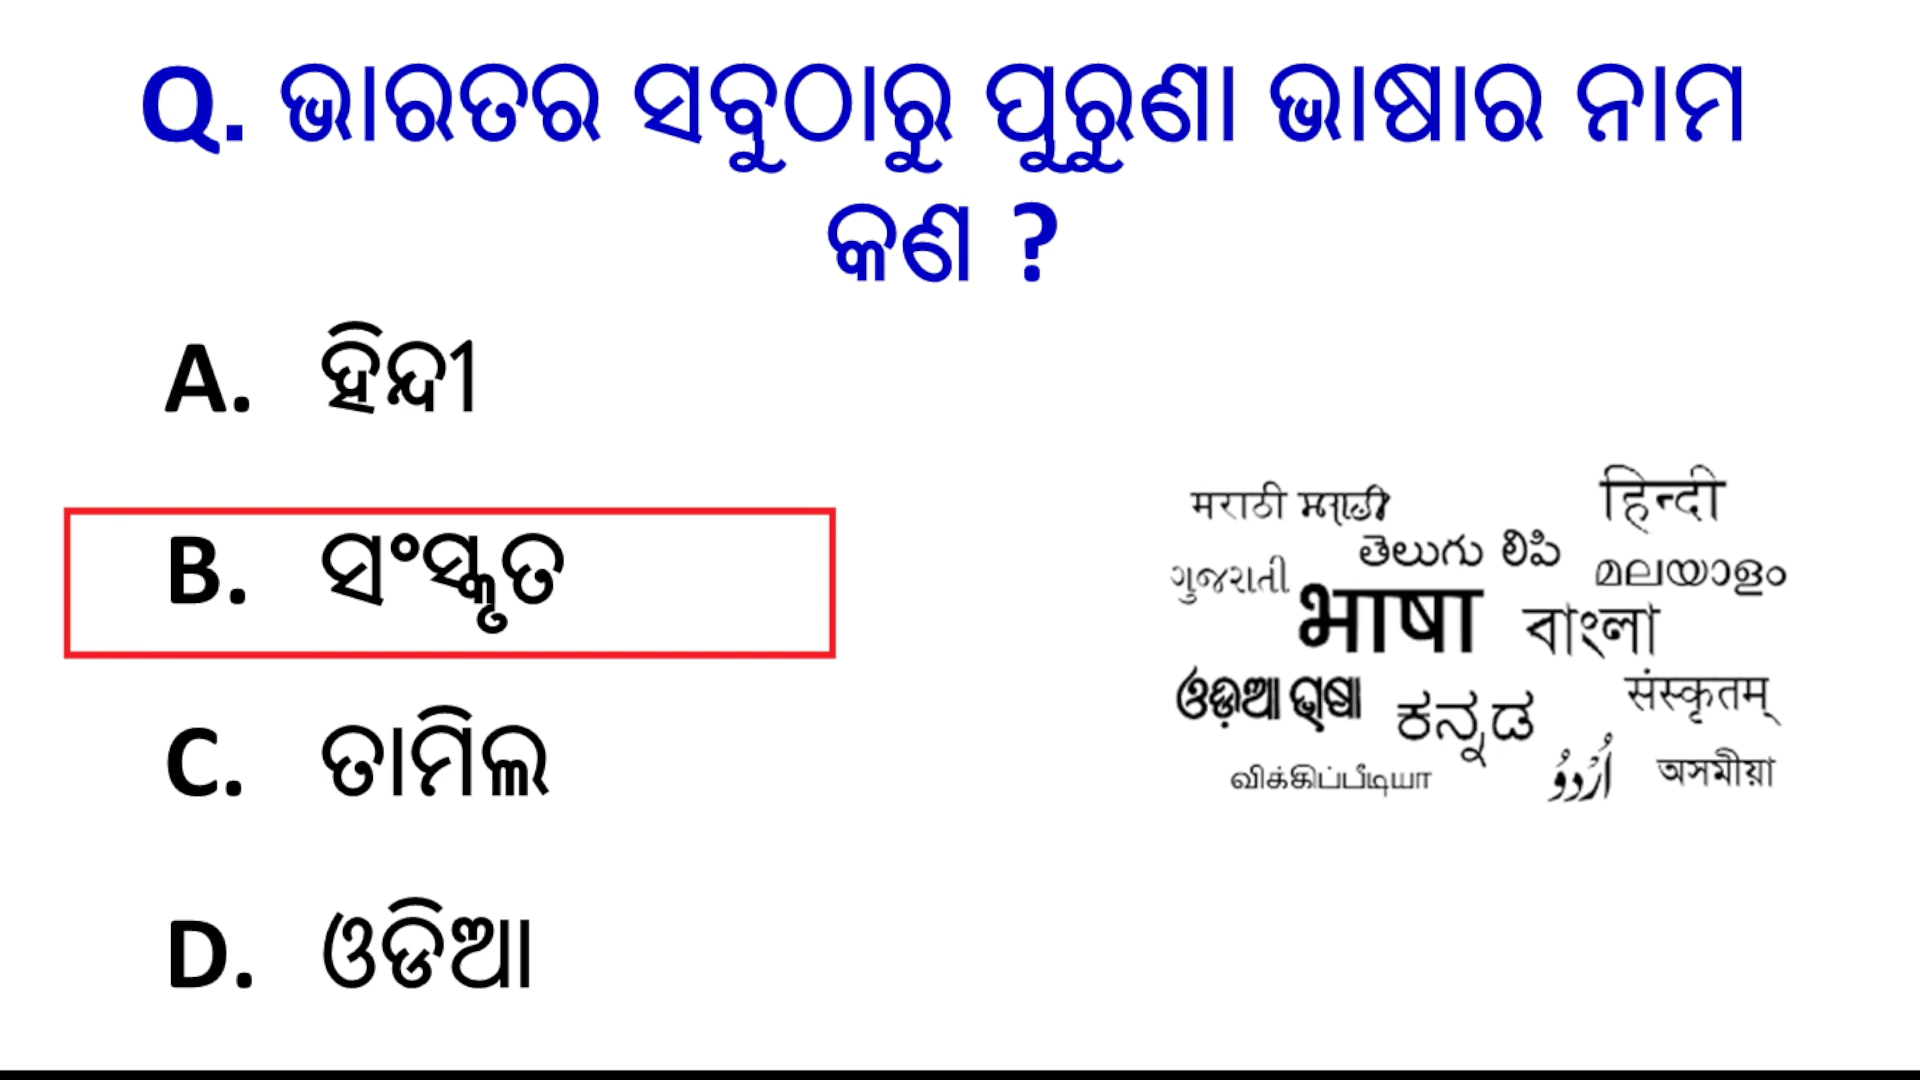 Q. ଭାରତର ସବୁଠାରୁ ପୁରୁଣା ଭାଷାର ନାମ
କଣ ?
A. ହିନ୍ଦୀ
B. ସଂସ୍କୃତ
C. ତାମିଲ
D. ଓଡିଆ
मराठी
हिन्दी
తెలుగు లిపి
ગુજરાતી
മലയാളം
भाषा
বাংলা
ଓଡ଼ିଆ ଭାଷା
ಕನ್ನಡ
संस्कृतम्
விக்கிப்பீடியா
اُردُو
অসমীয়া